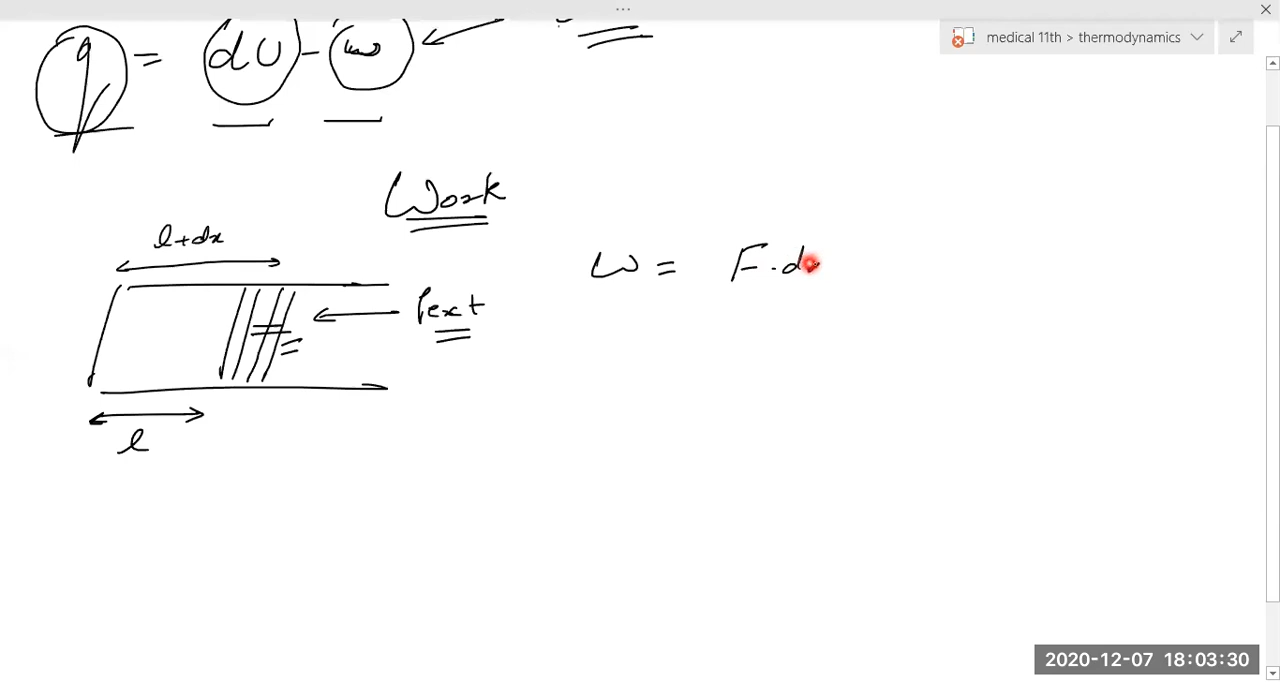 medical 11th > thermodynamics
q = dU - w
Work
l+dx
w = F.d
Pext
l
2020-12-07 18:03:30